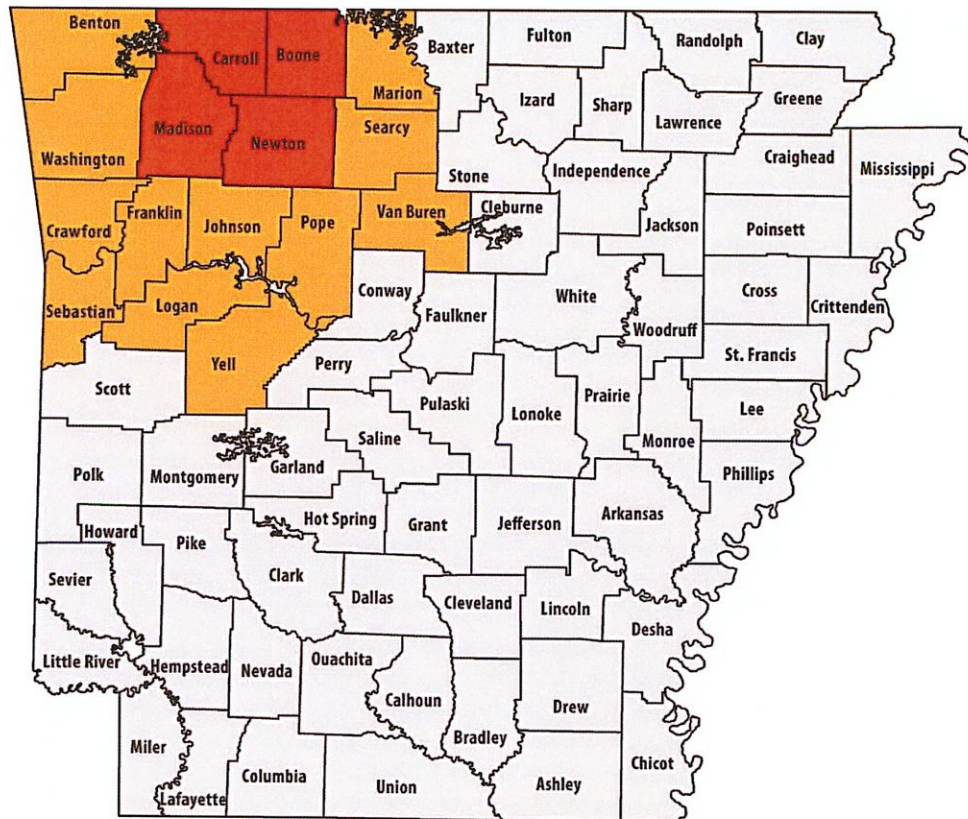 Benton
Carroll
Boone
Marion
Baxter
Fulton
Randolph
Clay
Izard
Sharp
Greene
Lawrence
Washington
Madison
Newton
Searcy
Stone
Independence
Craighead
Mississippi
Crawford
Franklin
Johnson
Pope
Van Buren
Cleburne
Jackson
Poinsett
Sebastian
Logan
Conway
Faulkner
White
Woodruff
Cross
Crittenden
Scott
Yell
Perry
Pulaski
Lonoke
Prairie
St. Francis
Lee
Monroe
Phillips
Polk
Montgomery
Garland
Saline
Howard
Pike
Hot Spring
Grant
Jefferson
Arkansas
Sevier
Clark
Dallas
Cleveland
Lincoln
Desha
Little River
Hempstead
Nevada
Ouachita
Calhoun
Bradley
Drew
Miler
Lafayette
Columbia
Union
Ashley
Chicot